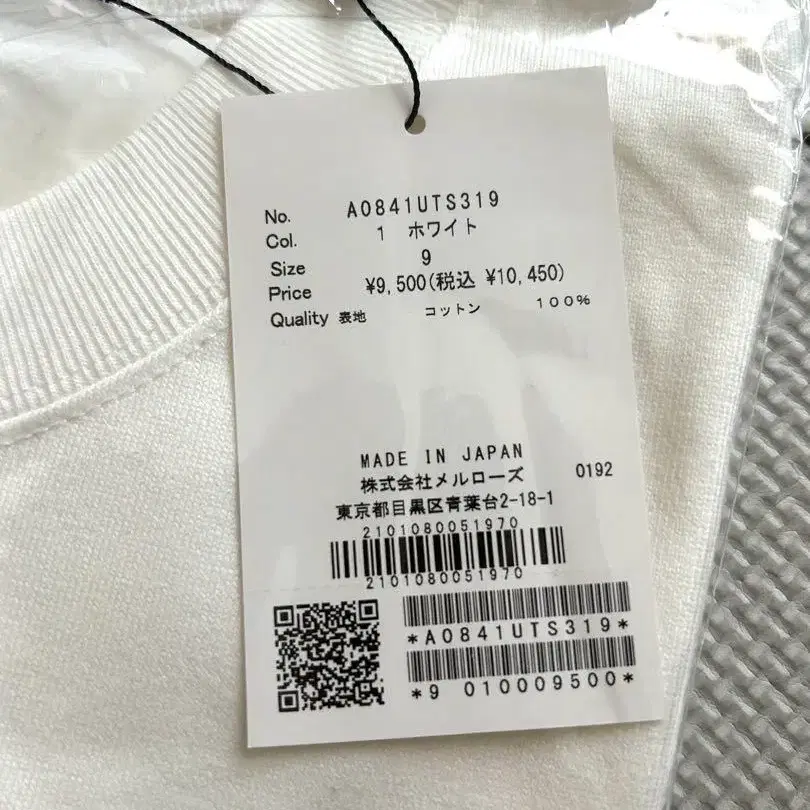 No. A0841UTS319
Col. 1 ホワイト
Size 9
Price ¥9,500(税込 ¥10,450)
Quality 表地 コットン 100%
MADE IN JAPAN
株式会社メルローズ 0192
東京都目黒区青葉台2-18-1
2101080051970
2101080051970
*A0841UTS319*
*9 010009500*